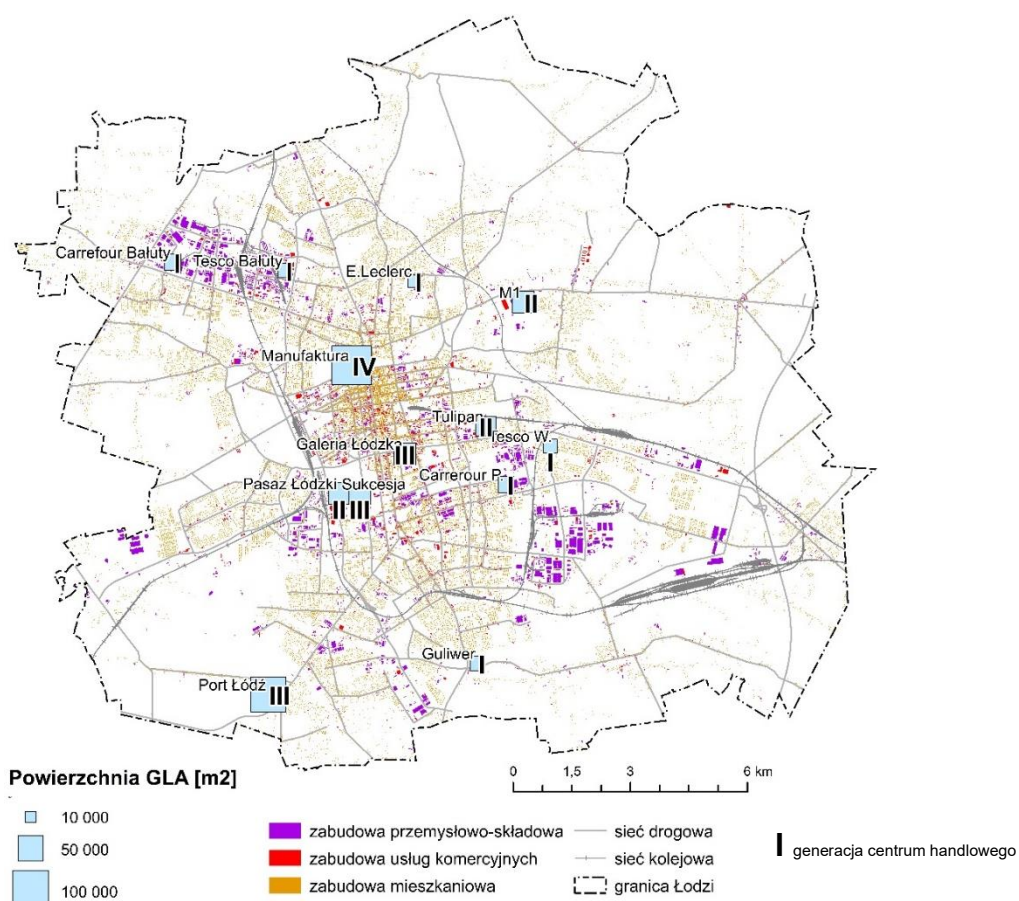 Carrefour Bałuty
I
Tesco Bałuty
I
E.Leclerc
I
M1
II
Manufaktura
IV
Tulipan
II
Galeria Łódzka
III
Tesco W.
I
Carrerour P.
I
Pasaz Łódzki
II
Sukcesja
III
Guliwer
I
Port Łódź
III
Powierzchnia GLA [m2]
10 000
50 000
100 000
0 1,5 3 6 km
zabudowa przemysłowo-składowa
zabudowa usług komercyjnych
zabudowa mieszkaniowa
sieć drogowa
sieć kolejowa
granica Łodzi
I generacja centrum handlowego